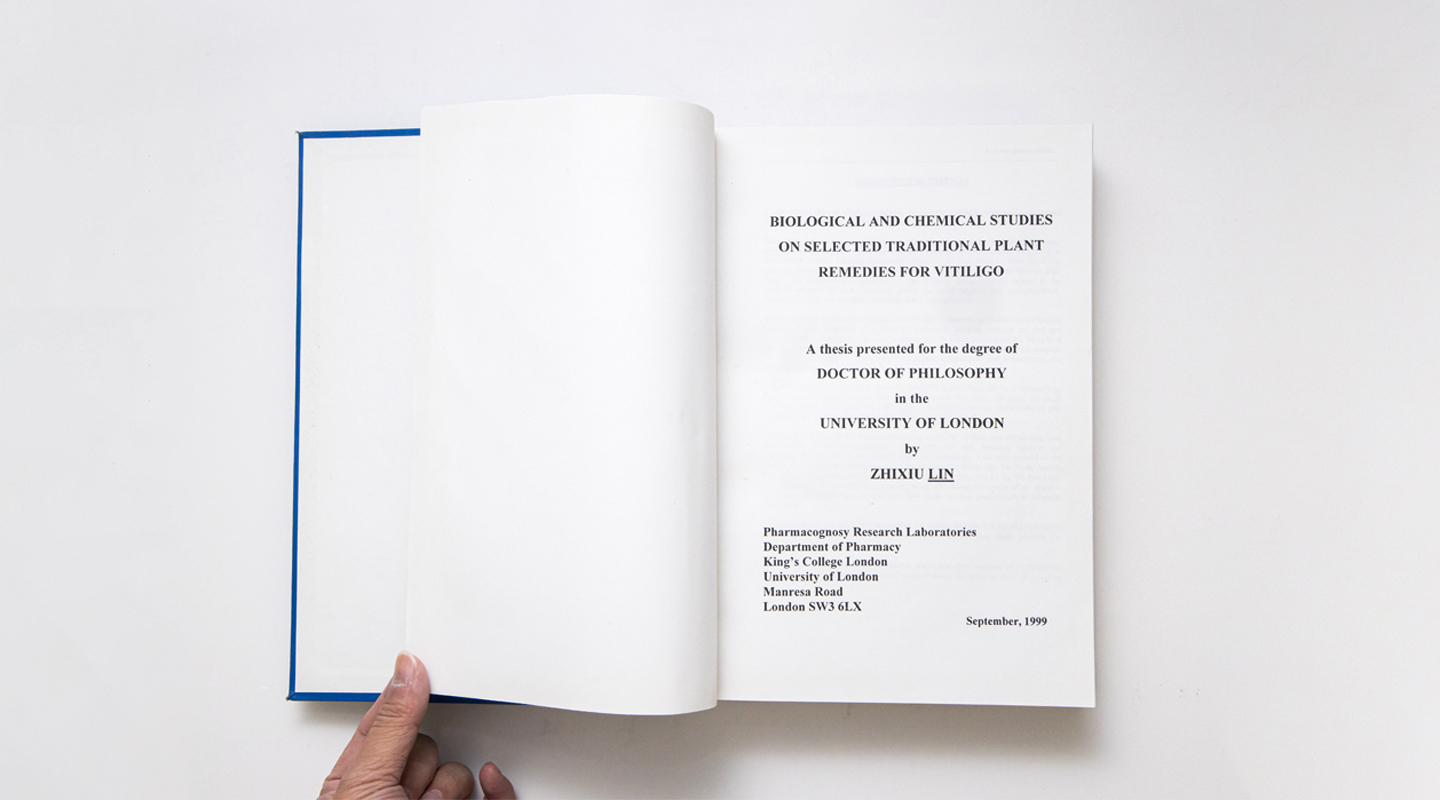 BIOLOGICAL AND CHEMICAL STUDIES
ON SELECTED TRADITIONAL PLANT
REMEDIES FOR VITILIGO
A thesis presented for the degree of
DOCTOR OF PHILOSOPHY
in the
UNIVERSITY OF LONDON
by
ZHIXIU LIN
Pharmacognosy Research Laboratories
Department of Pharmacy
King's College London
University of London
Manresa Road
London SW3 6LX
September, 1999